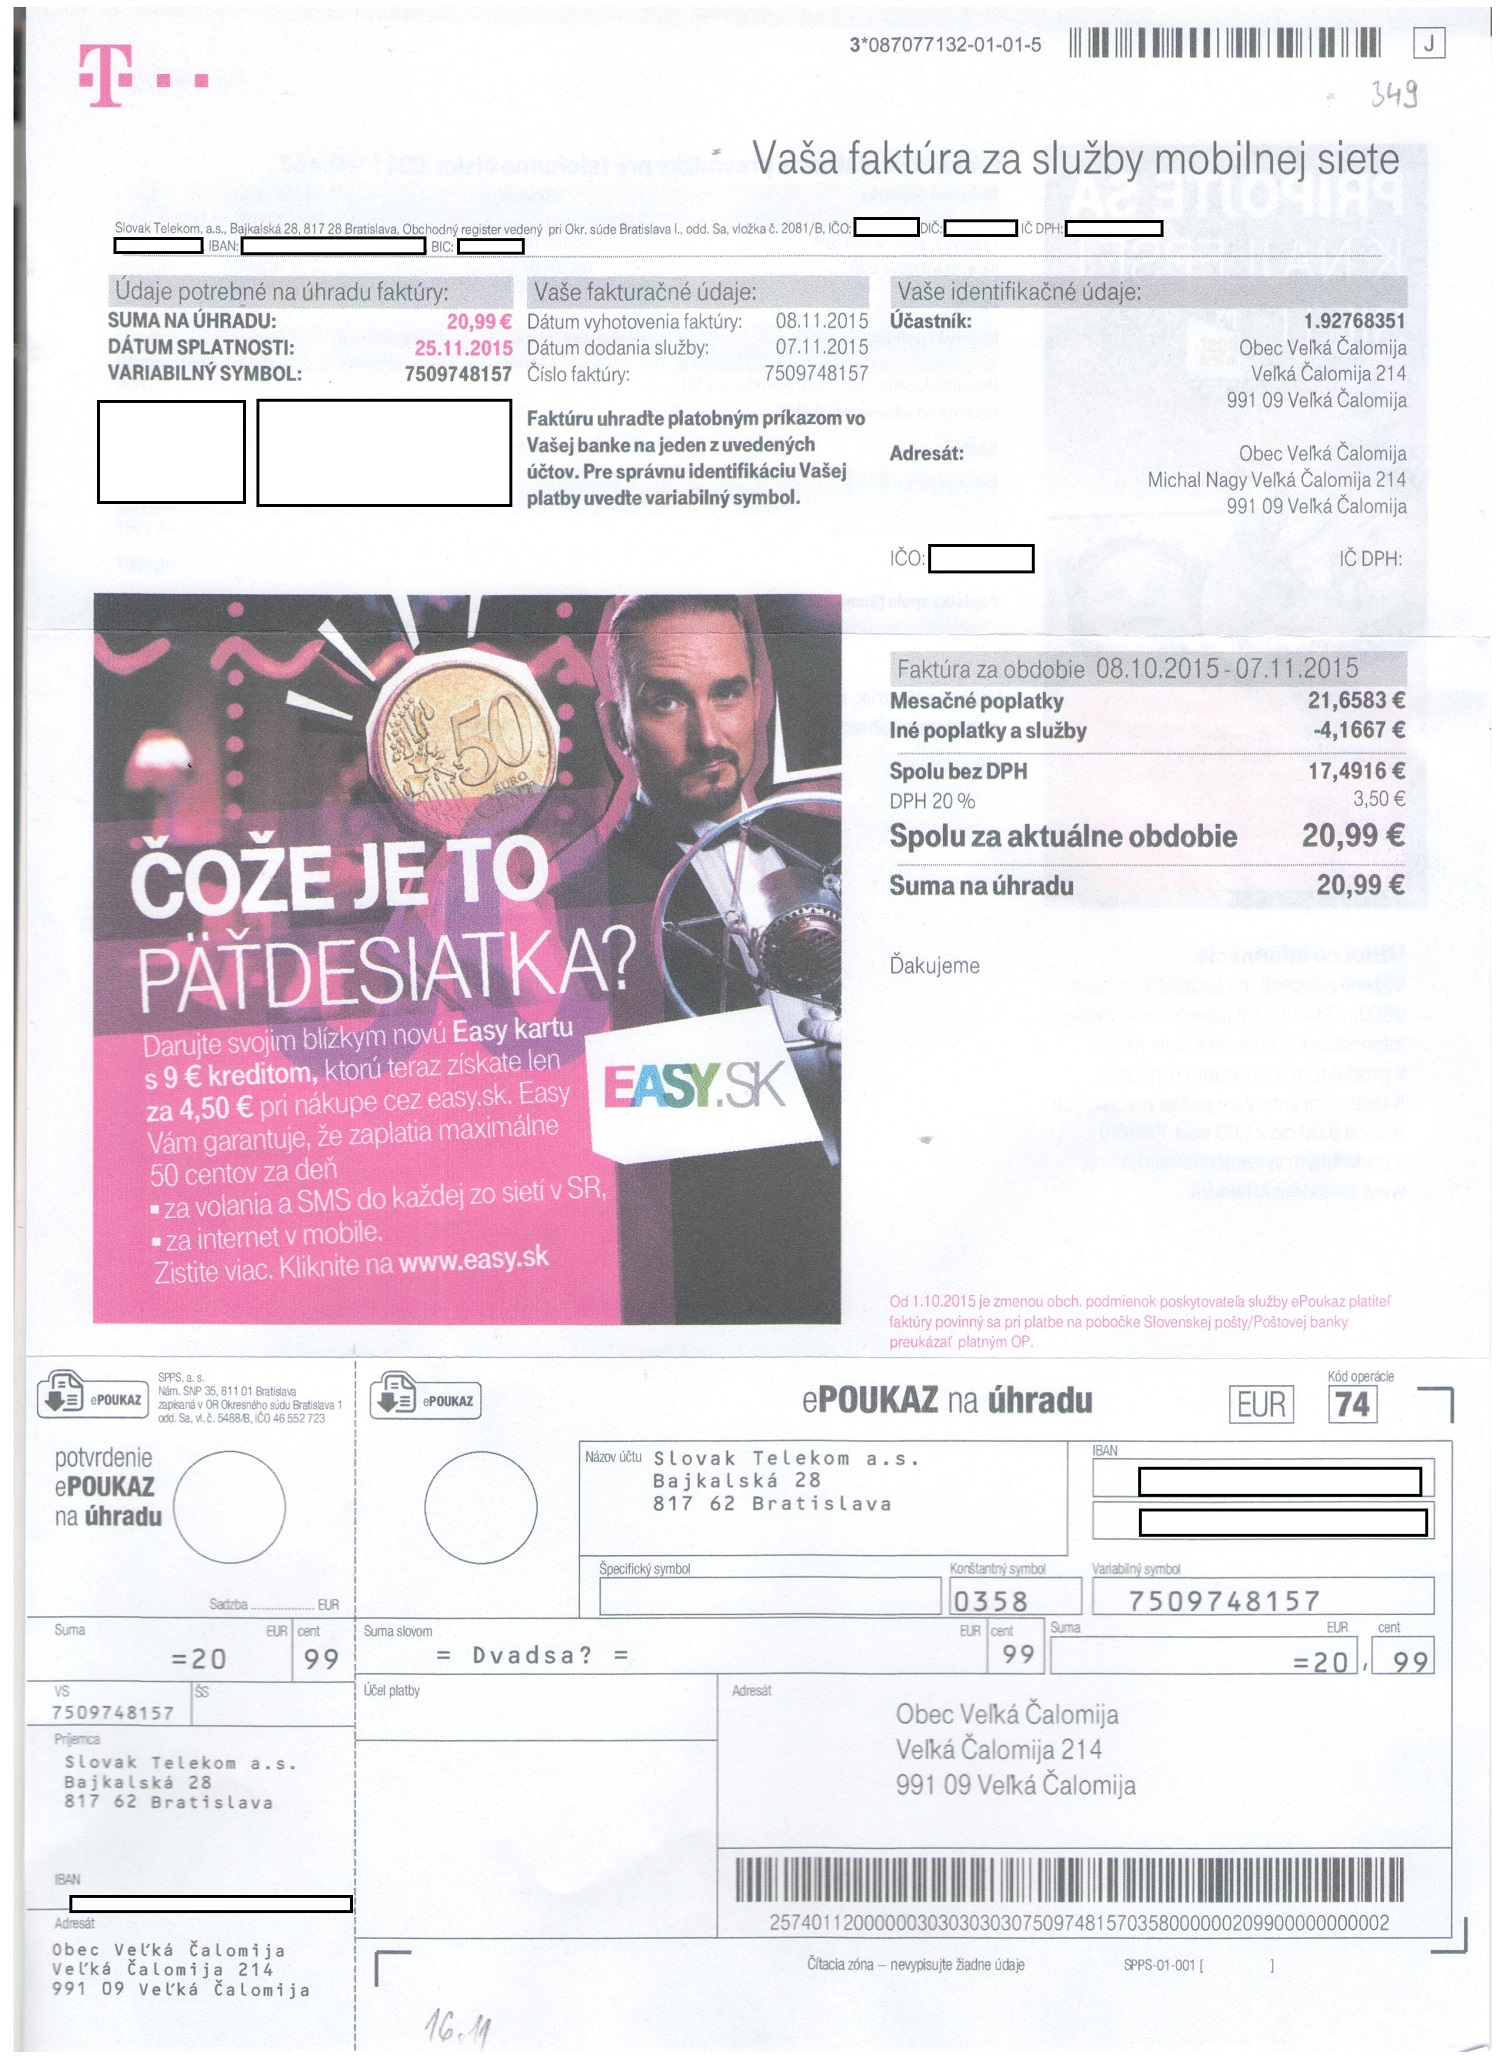 3*087077132-01-01-5
J
T
349
Vaša faktúra za služby mobilnej siete
Slovak Telekom, a.s., Bajkalská 28, 817 28 Bratislava, Obchodný register vedený pri Okr. súde Bratislava I., odd. Sa, vložka č. 2081/B, IČO: DIČ: IČ DPH:
IBAN: BIC:
Údaje potrebné na úhradu faktúry:
SUMA NA ÚHRADU: 20,99 €
DÁTUM SPLATNOSTI: 25.11.2015
VARIABILNÝ SYMBOL: 7509748157
Vaše fakturačné údaje:
Dátum vyhotovenia faktúry: 08.11.2015
Dátum dodania služby: 07.11.2015
Číslo faktúry: 7509748157
Faktúru uhraďte platobným príkazom vo
Vašej banke na jeden z uvedených
účtov. Pre správnu identifikáciu Vašej
platby uveďte variabilný symbol.
Vaše identifikačné údaje:
Účastník: 1.92768351
Obec Veľká Čalomija
Veľká Čalomija 214
991 09 Veľká Čalomija
Adresát: Obec Veľká Čalomija
Michal Nagy Veľká Čalomija 214
991 09 Veľká Čalomija
IČO: IČ DPH:
50
EURO
CENT
ČOŽE JE TO
PÄŤDESIATKA?
Darujte svojim blízkym novú Easy kartu
s 9 € kreditom, ktorú teraz získate len
za 4,50 € pri nákupe cez easy.sk. Easy
Vám garantuje, že zaplatia maximálne
50 centov za deň
▪ za volania a SMS do každej zo sietí v SR,
▪ za internet v mobile.
Zistite viac. Kliknite na www.easy.sk
EASY.SK
Faktúra za obdobie 08.10.2015 - 07.11.2015
Mesačné poplatky 21,6583 €
Iné poplatky a služby -4,1667 €
Spolu bez DPH 17,4916 €
DPH 20 % 3,50 €
Spolu za aktuálne obdobie 20,99 €
Suma na úhradu 20,99 €
Ďakujeme
Od 1.10.2015 je zmenou obch. podmienok poskytovateľa služby ePoukaz platiteľ
faktúry povinný sa pri platbe na pobočke Slovenskej pošty/Poštovej banky
preukázať platným OP.
ePOUKAZ
SPPS, a. s.
Nám. SNP 35, 811 01 Bratislava
zapísaná v OR Okresného súdu Bratislava 1
odd. Sa, vl. č. 5488/B, IČO 46 552 723
potvrdenie
ePOUKAZ
na úhradu
Sadzba .................... EUR
Suma EUR cent
=20 99
VS ŠS
7509748157
Príjemca
Slovak Telekom a.s.
Bajkalská 28
817 62 Bratislava
IBAN
Adresát
Obec Veľká Čalomija
Veľká Čalomija 214
991 09 Veľká Čalomija
ePOUKAZ
ePOUKAZ na úhradu
EUR
Kód operácie
74
Názov účtu Slovak Telekom a.s.
Bajkalská 28
817 62 Bratislava
IBAN
Špecifický symbol
Konštantný symbol
0358
Variabilný symbol
7509748157
Suma slovom EUR cent
= Dvadsa? = 99
Suma EUR cent
=20, 99
Účel platby
Adresát
Obec Veľká Čalomija
Veľká Čalomija 214
991 09 Veľká Čalomija
Čítacia zóna – nevypisujte žiadne údaje
SPPS-01-001 [ ]
16.11